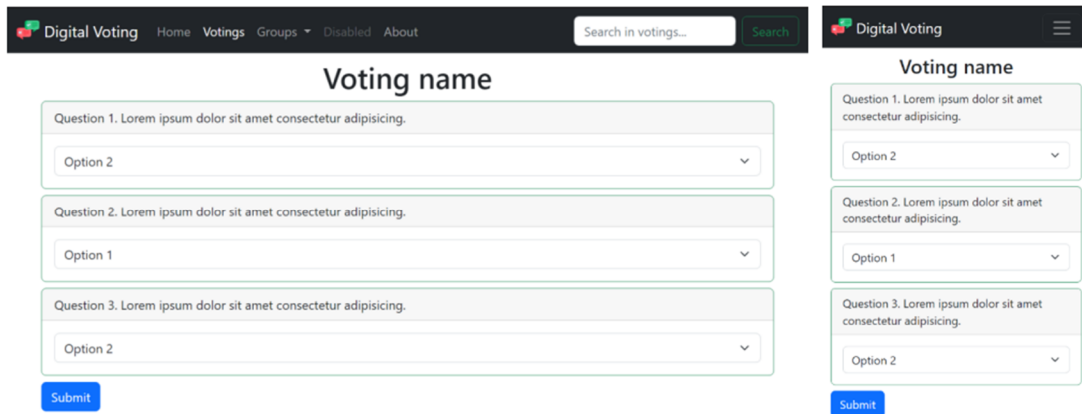 Digital Voting Home Votings Groups Disabled About Search in votings... Search
Voting name
Question 1. Lorem ipsum dolor sit amet consectetur adipisicing.
Option 2
Question 2. Lorem ipsum dolor sit amet consectetur adipisicing.
Option 1
Question 3. Lorem ipsum dolor sit amet consectetur adipisicing.
Option 2
Submit
Digital Voting
Voting name
Question 1. Lorem ipsum dolor sit amet
consectetur adipisicing.
Option 2
Question 2. Lorem ipsum dolor sit amet
consectetur adipisicing.
Option 1
Question 3. Lorem ipsum dolor sit amet
consectetur adipisicing.
Option 2
Submit